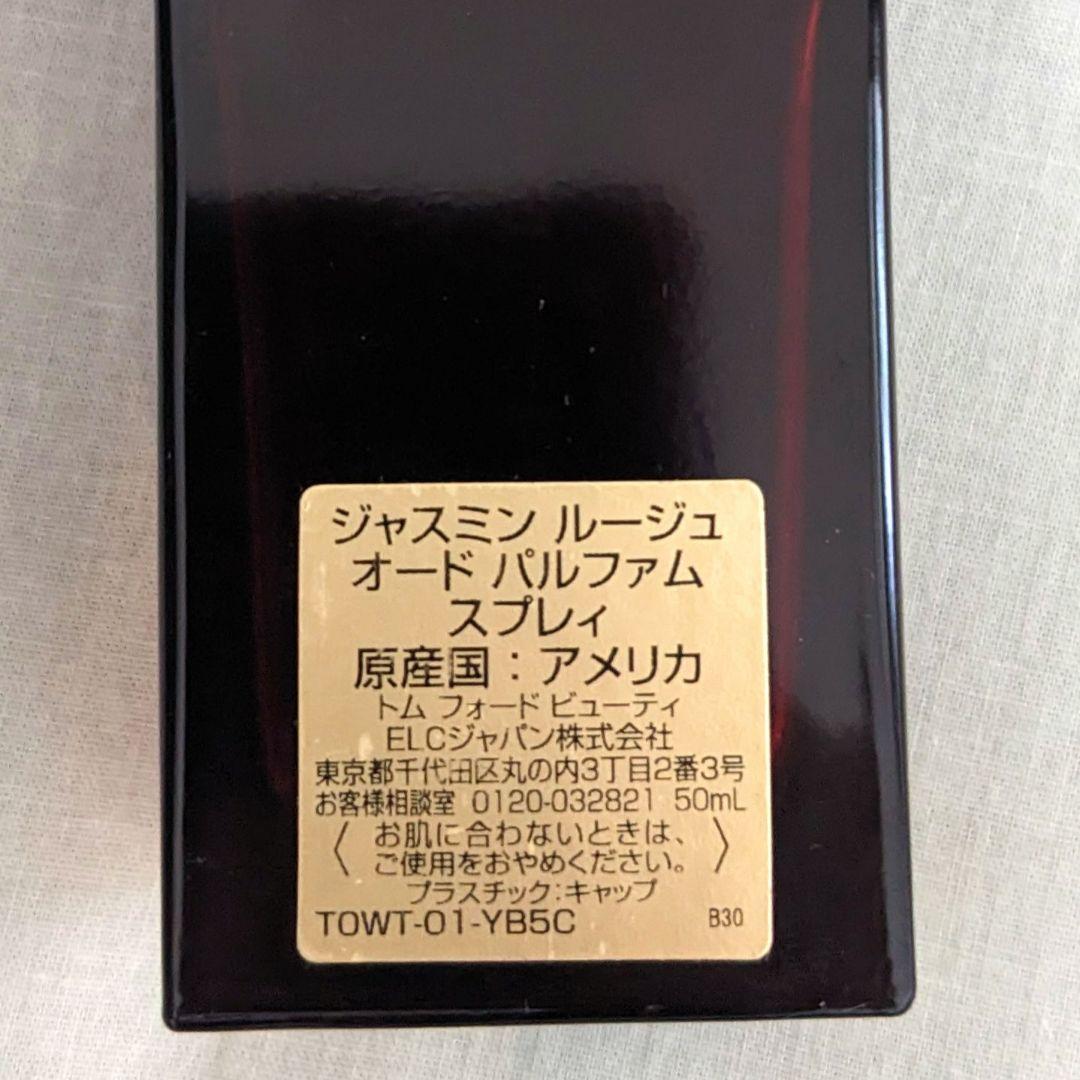 ジャスミン ルージュ
オード パルファム
スプレィ
原産国：アメリカ
トム フォード ビューティ
ELCジャパン株式会社
東京都千代田区丸の内3丁目2番3号
お客様相談室 0120-032821 50mL
〈 お肌に合わないときは、
ご使用をおやめください。 〉
プラスチック：キャップ
T0WT-01-YB5C B30